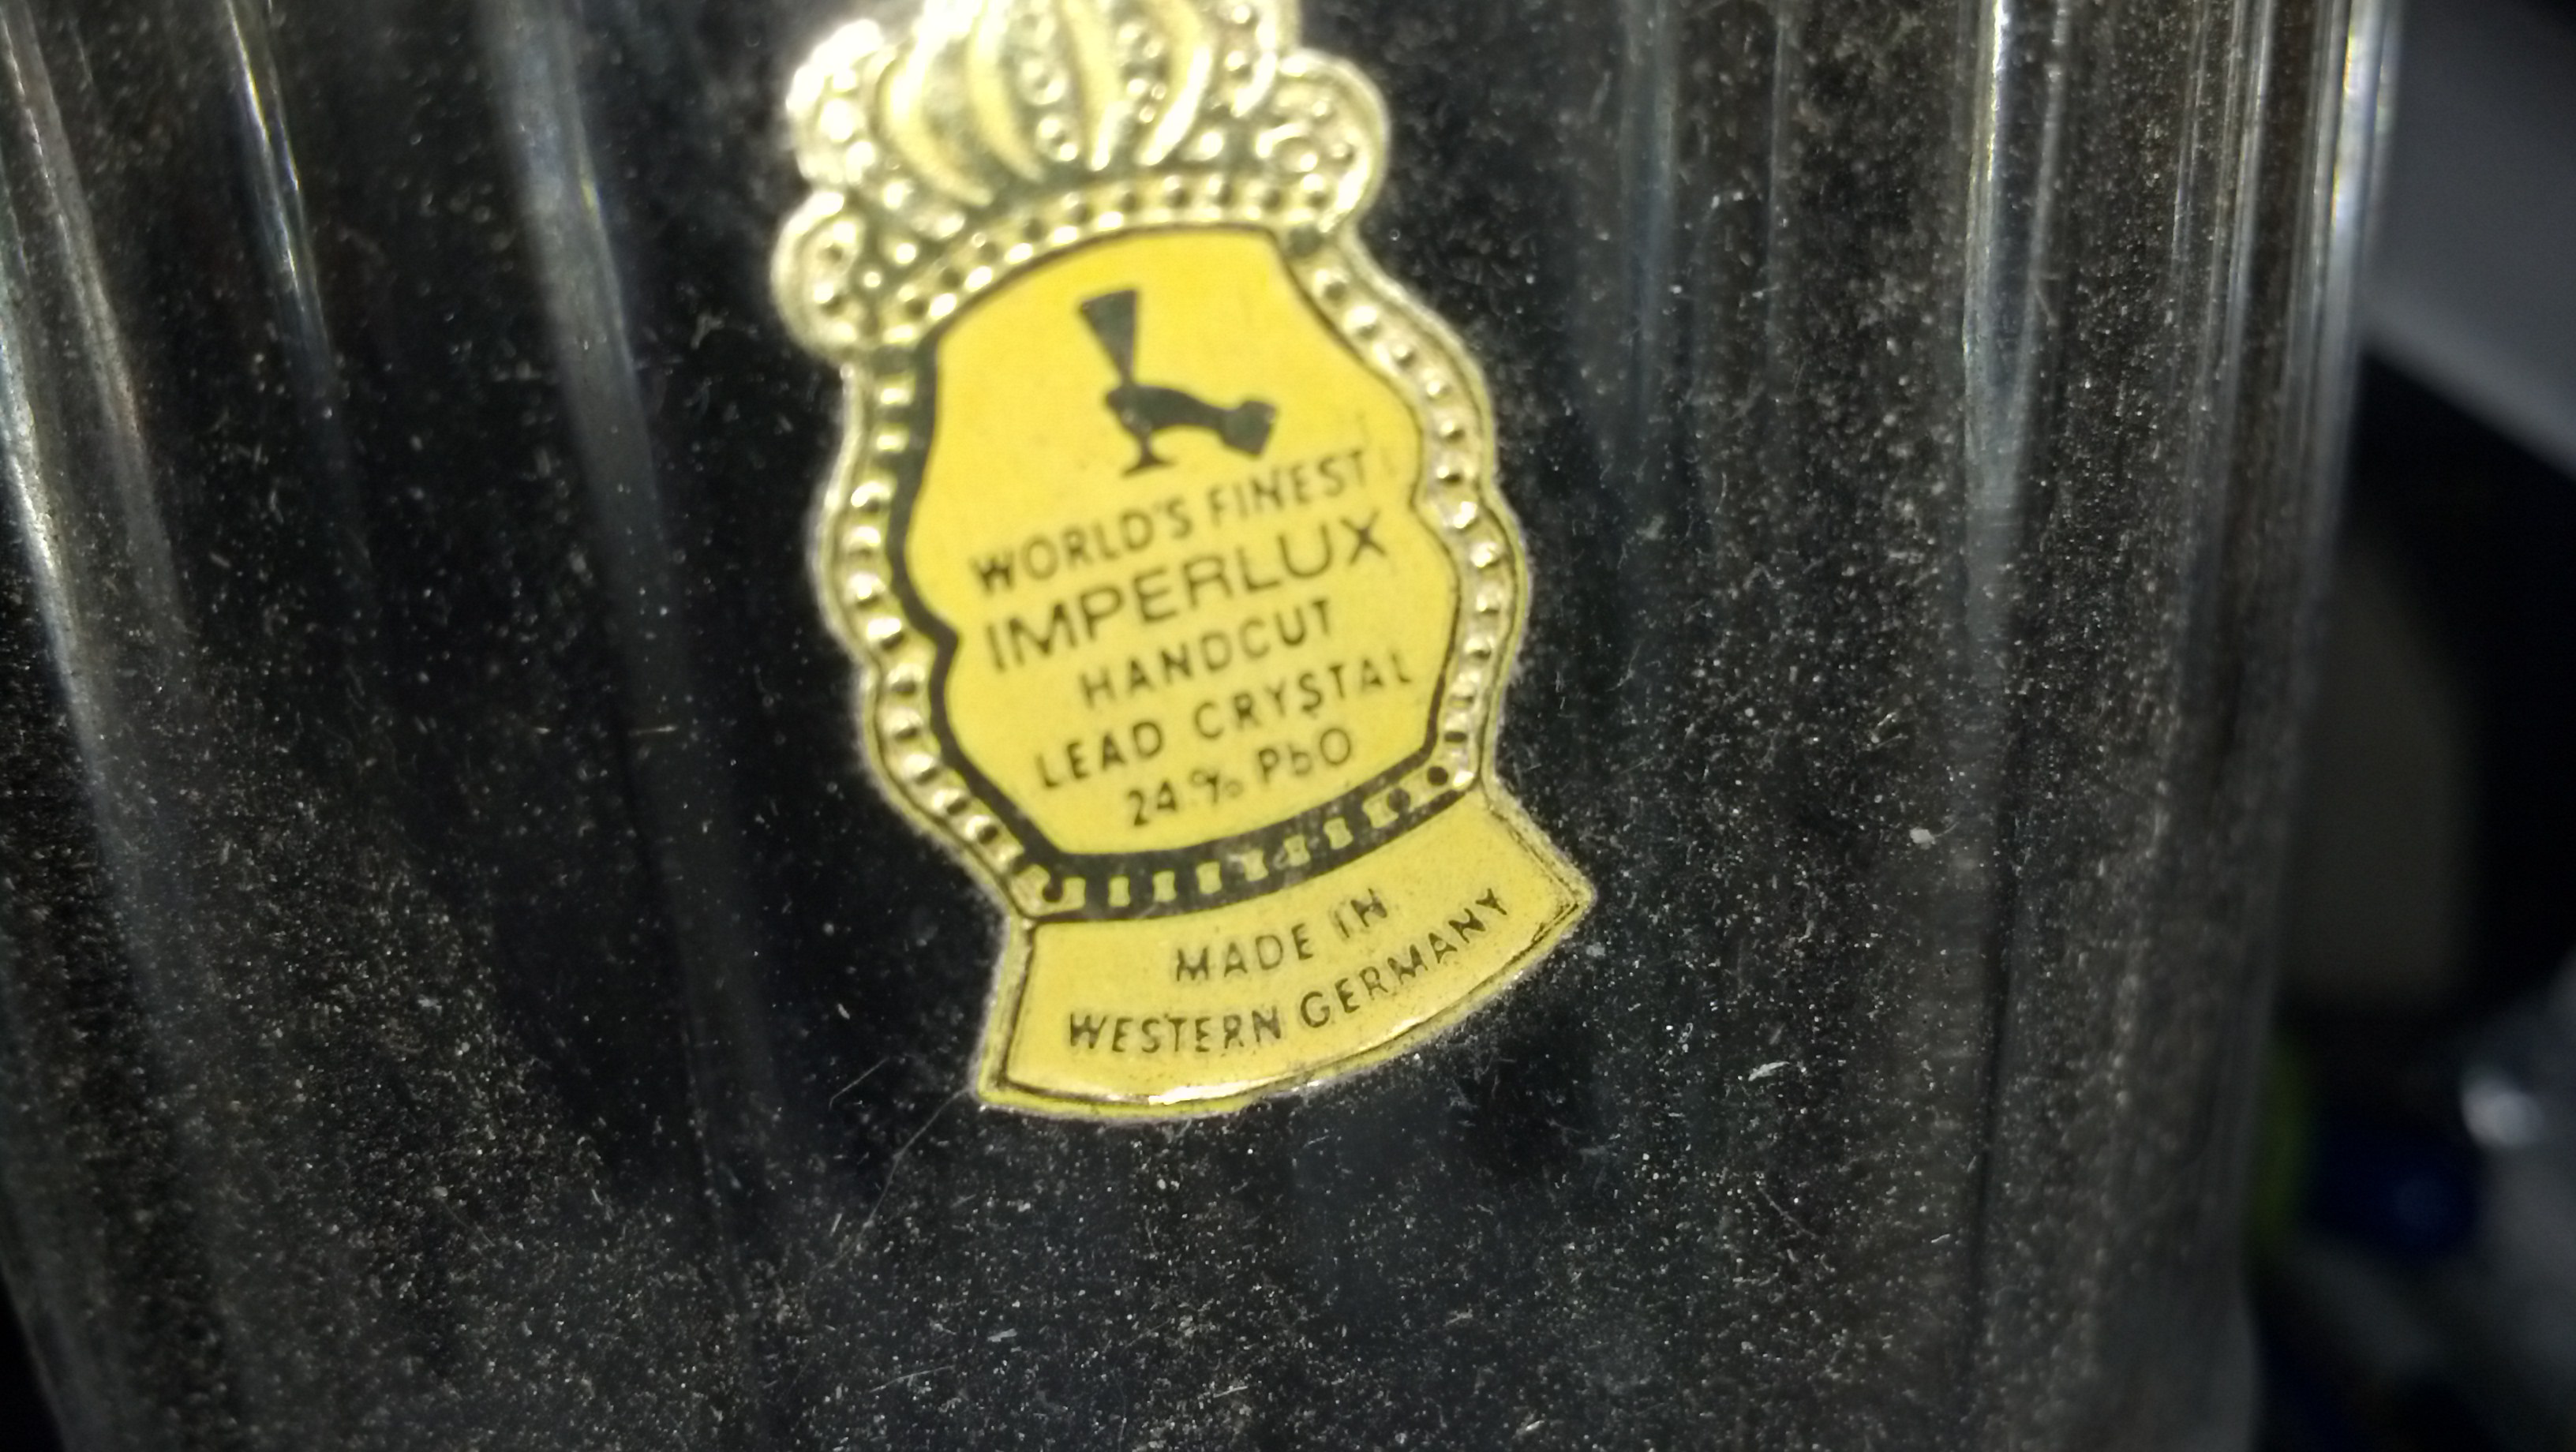 WORLD'S FINEST
IMPERLUX
HANDCUT
LEAD CRYSTAL
24% PbO
MADE IN
WESTERN GERMANY